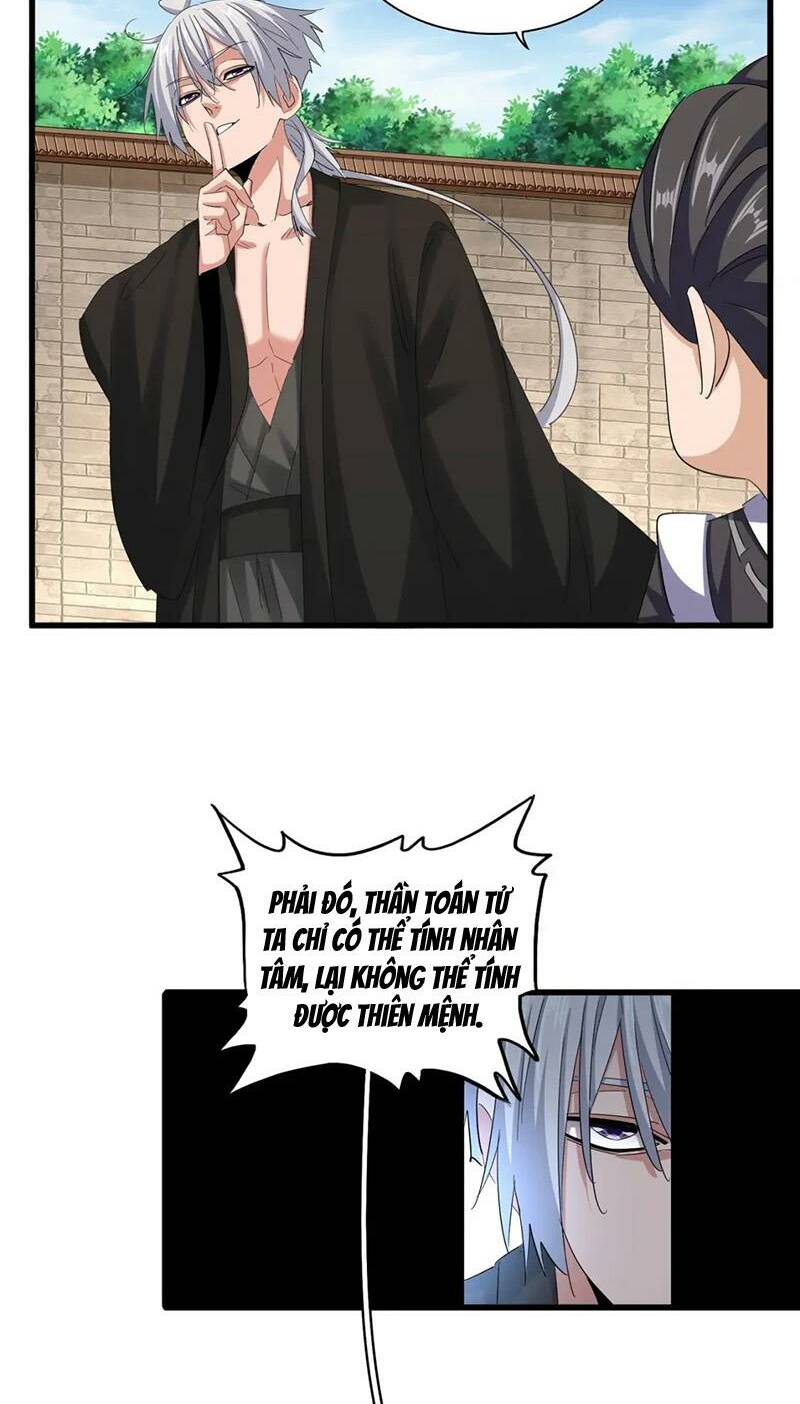 PHẢI ĐÓ, THẦN TOÁN TỬ
TA CHỈ CÓ THỂ TÍNH NHÂN
TÂM, LẠI KHÔNG THỂ TÍNH
ĐƯỢC THIÊN MỆNH.